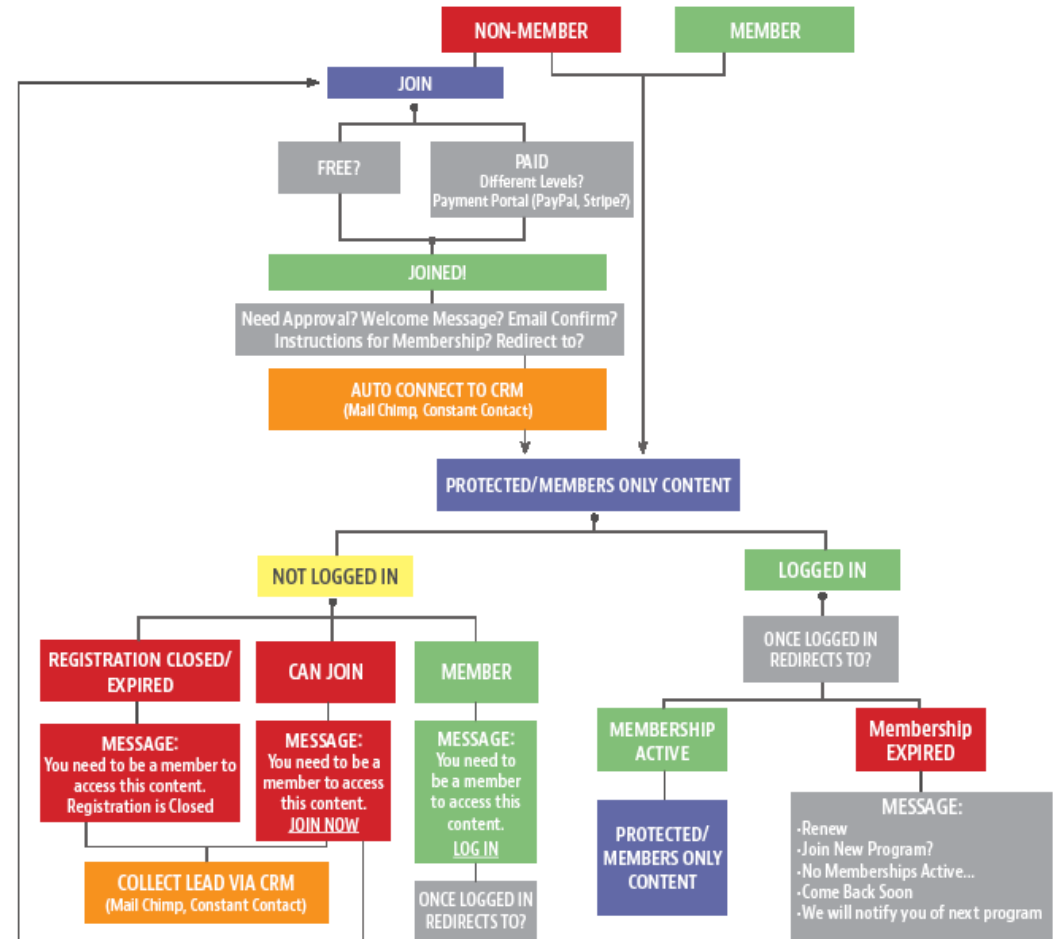 NON-MEMBER
MEMBER
JOIN
FREE?
PAID
Different Levels?
Payment Portal (PayPal, Stripe?)
JOINED!
Need Approval? Welcome Message? Email Confirm?
Instructions for Membership? Redirect to?
AUTO CONNECT TO CRM
(Mail Chimp, Constant Contact)
PROTECTED/MEMBERS ONLY CONTENT
NOT LOGGED IN
LOGGED IN
ONCE LOGGED IN
REDIRECTS TO?
REGISTRATION CLOSED/
EXPIRED
CAN JOIN
MEMBER
MESSAGE:
You need to be a member to
access this content.
Registration is Closed
MESSAGE:
You need to be a
member to access
this content.
JOIN NOW
MESSAGE:
You need to
be a member
to access this
content.
LOG IN
COLLECT LEAD VIA CRM
(Mail Chimp, Constant Contact)
ONCE LOGGED IN
REDIRECTS TO?
MEMBERSHIP
ACTIVE
Membership
EXPIRED
PROTECTED/
MEMBERS ONLY
CONTENT
MESSAGE:
·Renew
·Join New Program?
·No Memberships Active...
·Come Back Soon
·We will notify you of next program